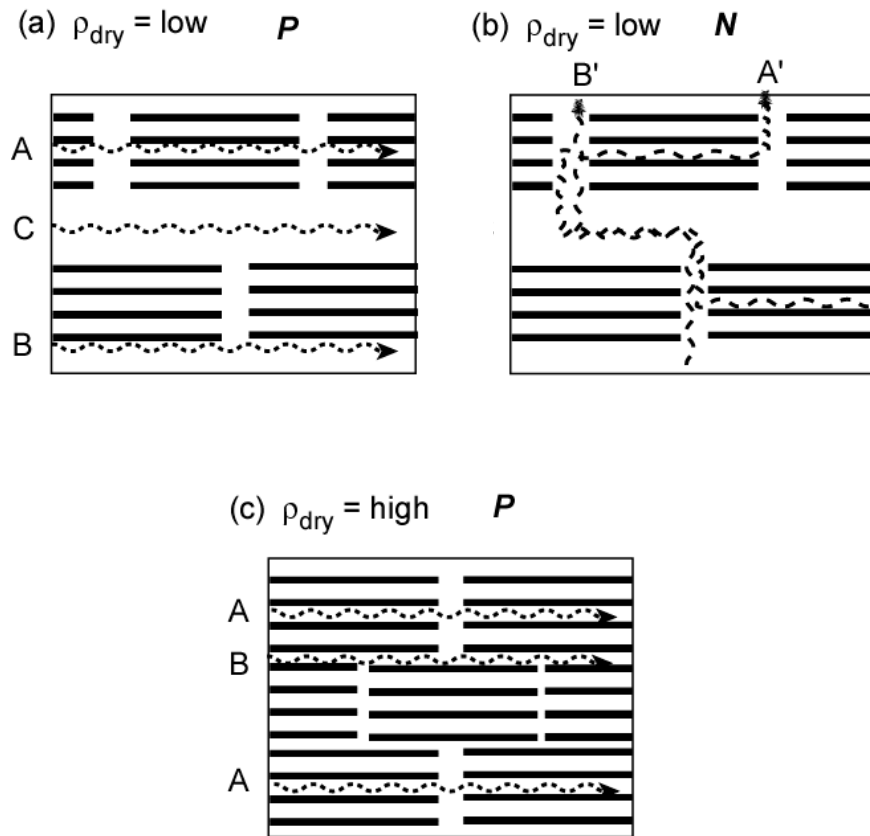 (a) ρdry = low P
(b) ρdry = low N
B' A'
A
C
B
(c) ρdry = high P
A
B
A